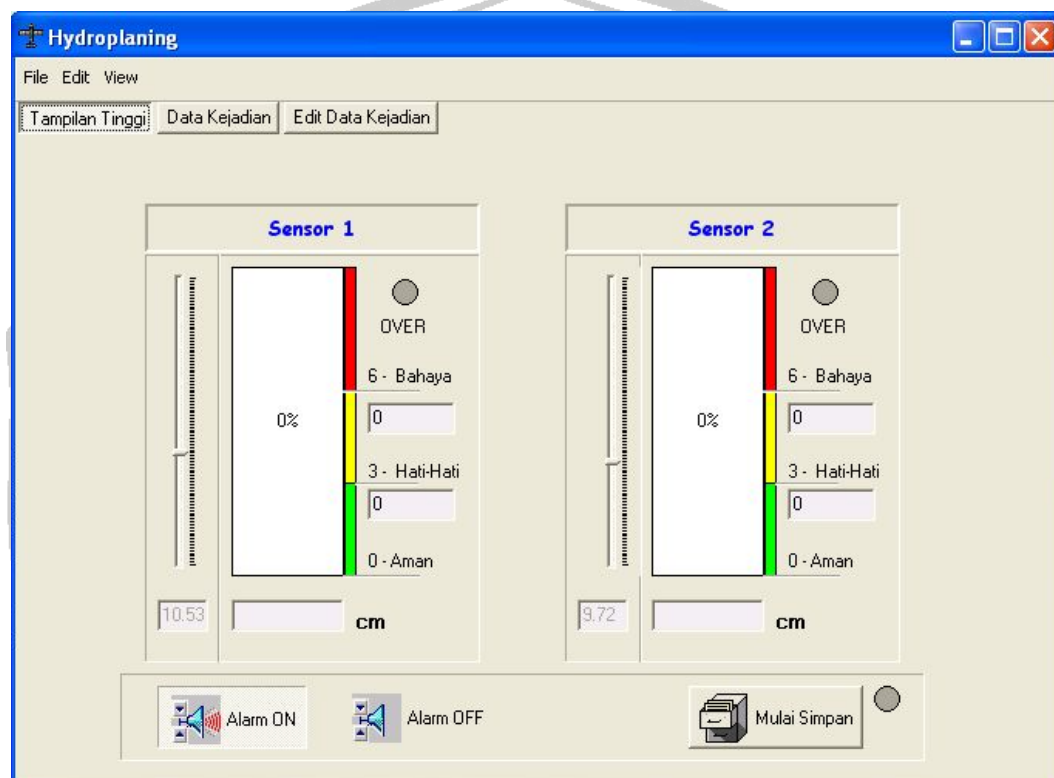 Hydroplaning
File Edit View
Tampilan Tinggi Data Kejadian Edit Data Kejadian
Sensor 1
OVER
6 - Bahaya
0%
0
3 - Hati-Hati
0
0 - Aman
10.53
cm
Sensor 2
OVER
6 - Bahaya
0%
0
3 - Hati-Hati
0
0 - Aman
9.72
cm
Alarm ON
Alarm OFF
Mulai Simpan